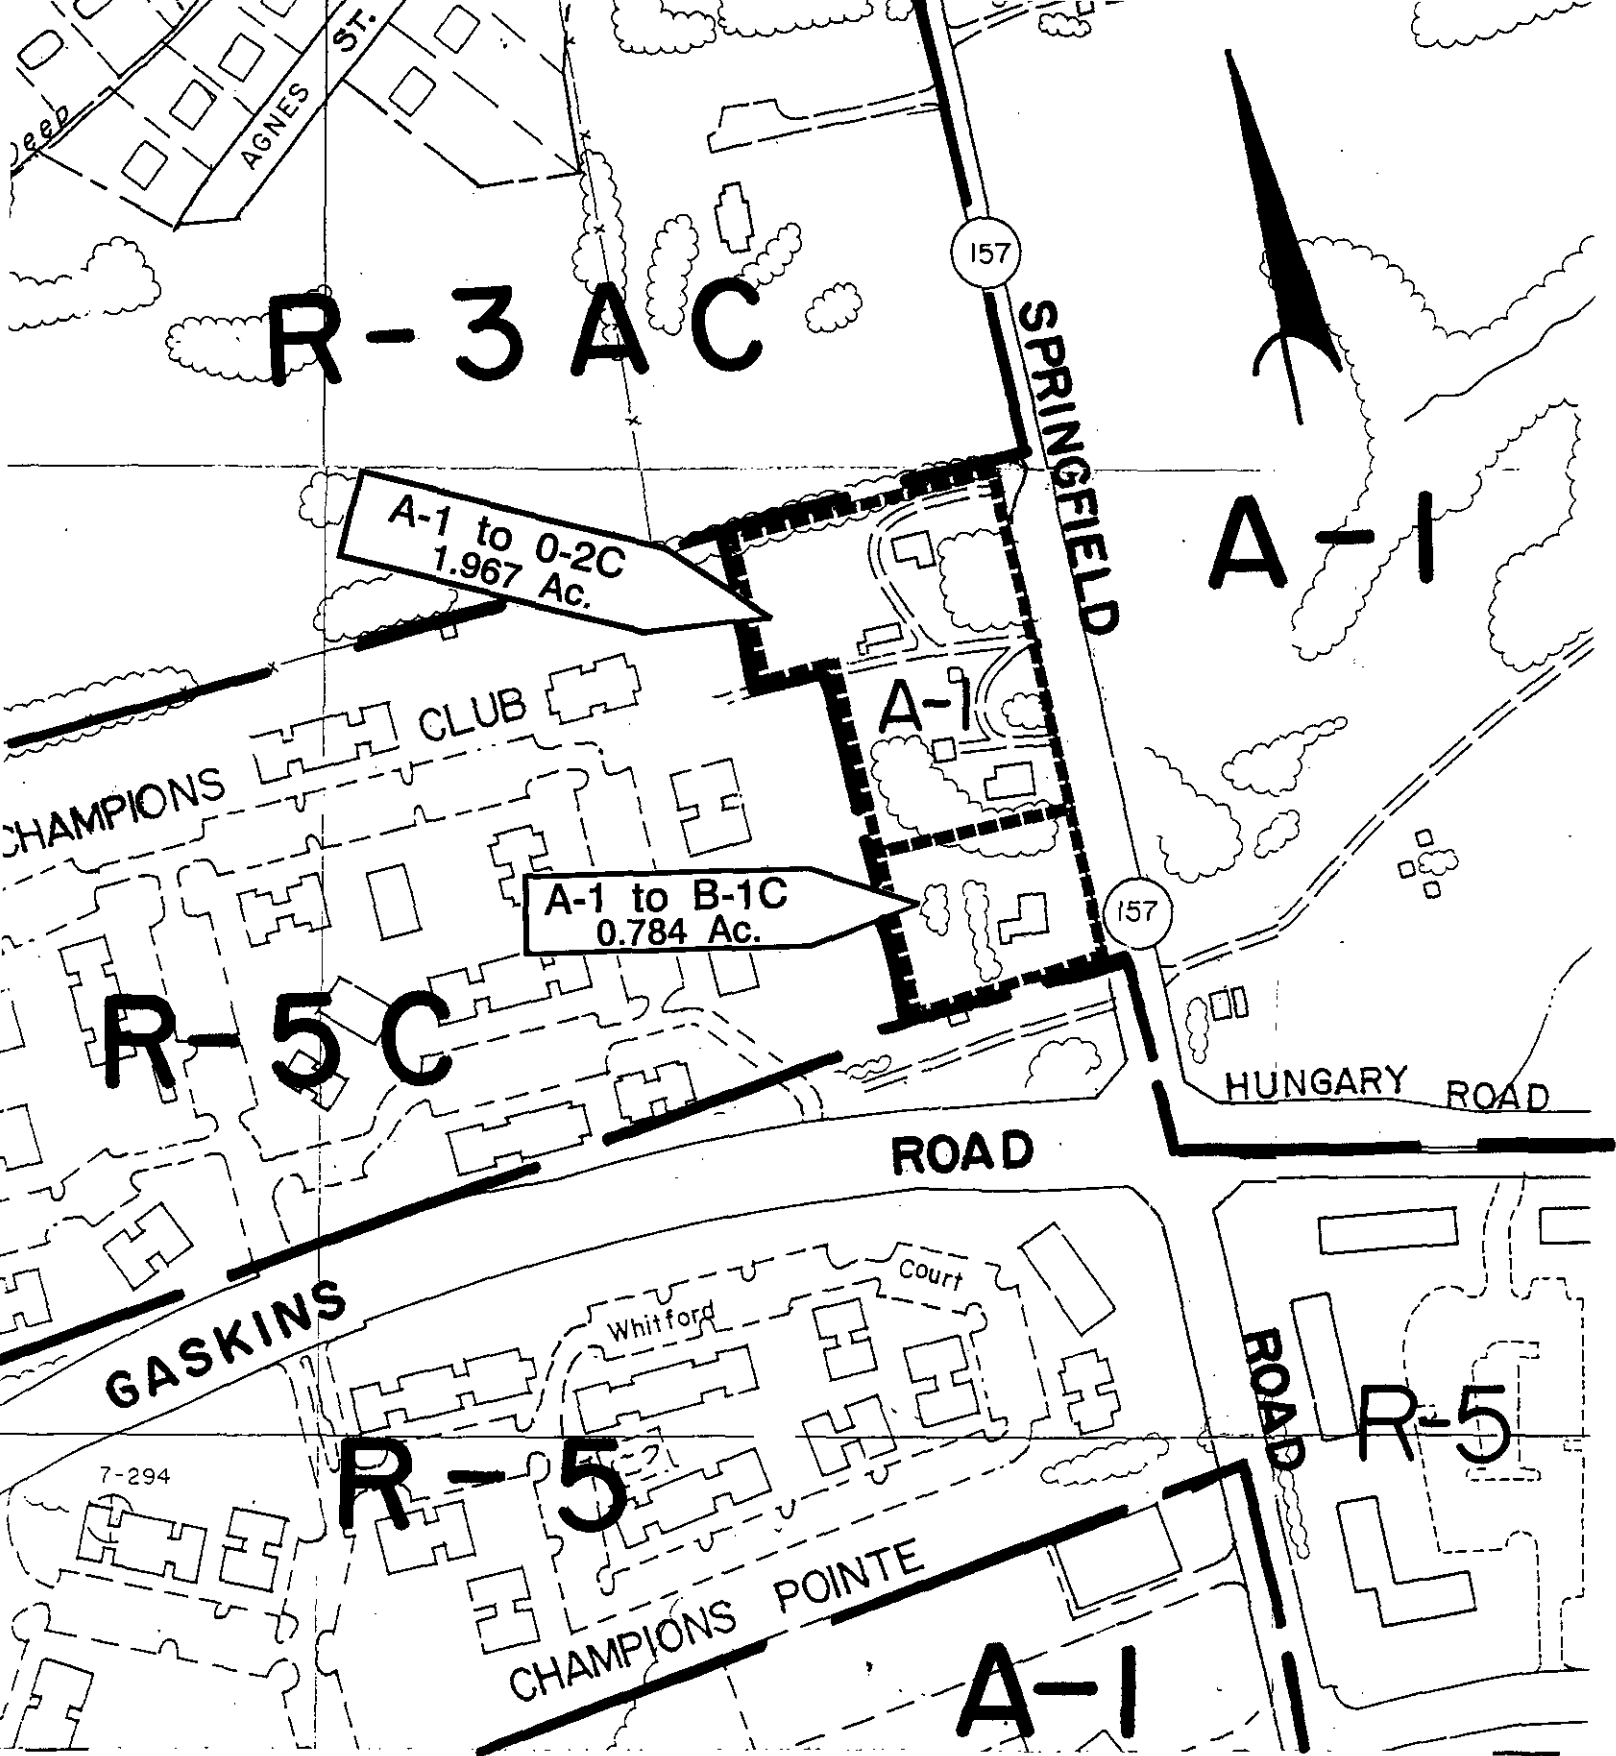 ST.
AGNES
157
R-3AC
SPRINGFIELD
A-1 to 0-2C
1.967 Ac.
A-1
A-1
CHAMPIONS CLUB
A-1 to B-1C
0.784 Ac.
157
R-5C
HUNGARY ROAD
ROAD
GASKINS
Court
Whitford
ROAD
R-5
R-5
7-294
CHAMPIONS POINTE
A-1